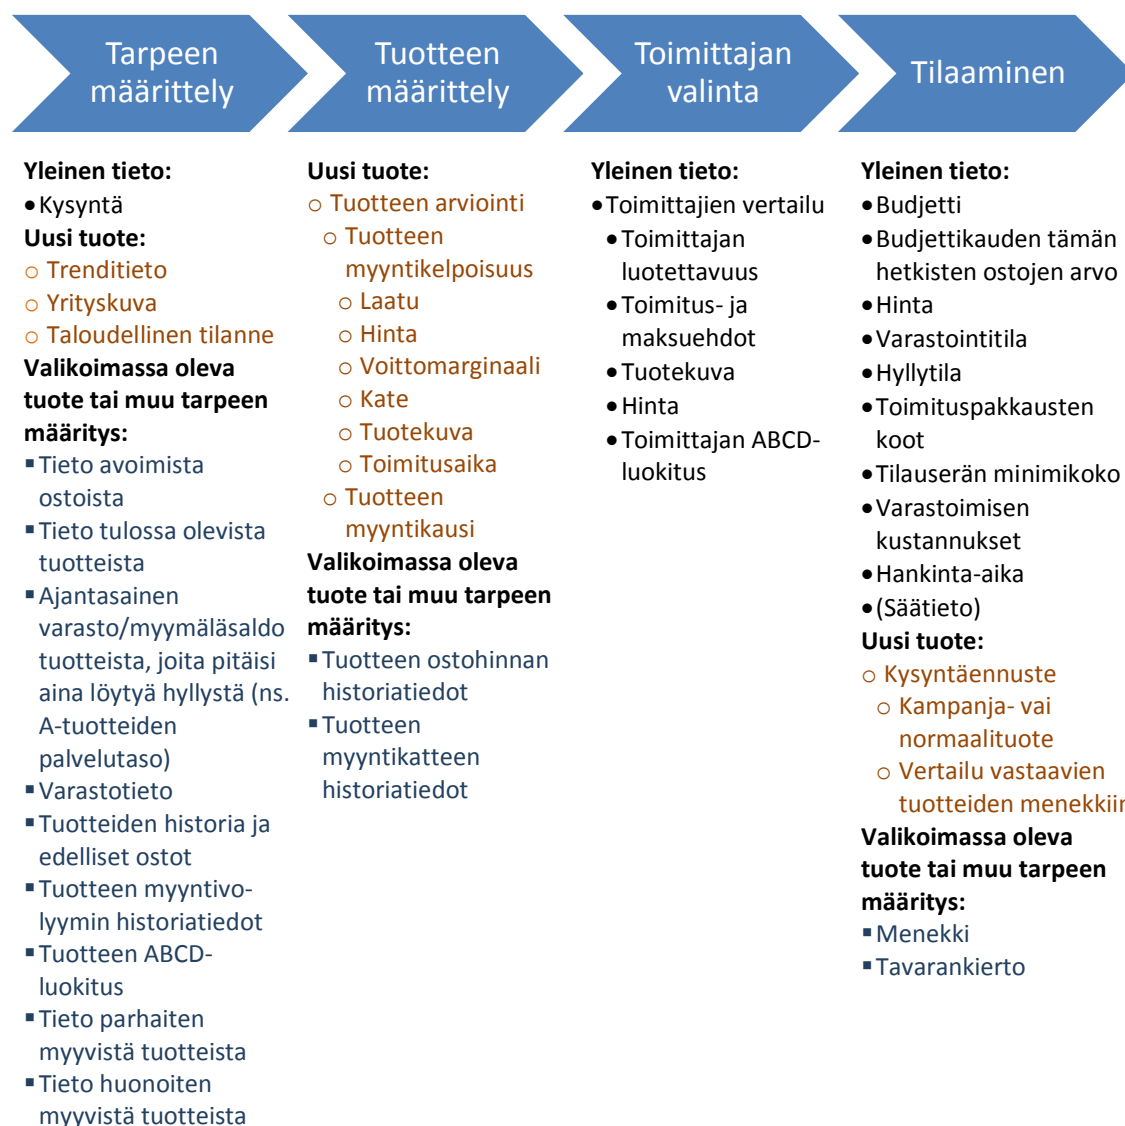 Tarpeen
määrittely
Tuotteen
määrittely
Toimittajan
valinta
Tilaaminen
Yleinen tieto:
•Kysyntä
Uusi tuote:
o Trenditieto
o Yrityskuva
o Taloudellinen tilanne
Valikoimassa oleva
tuote tai muu tarpeen
määritys:
▪Tieto avoimista
ostoista
▪Tieto tulossa olevista
tuotteista
▪Ajantasainen
varasto/myymäläsaldo
tuotteista, joita pitäisi
aina löytyä hyllystä (ns.
A-tuotteiden
palvelutaso)
▪Varastotieto
▪Tuotteiden historia ja
edelliset ostot
▪Tuotteen myyntivo-
lyymin historiatiedot
▪Tuotteen ABCD-
luokitus
▪Tieto parhaiten
myyvistä tuotteista
▪Tieto huonoiten
myyvistä tuotteista
Uusi tuote:
o Tuotteen arviointi
o Tuotteen
myyntikelpoisuus
o Laatu
o Hinta
o Voittomarginaali
o Kate
o Tuotekuva
o Toimitusaika
o Tuotteen
myyntikausi
Valikoimassa oleva
tuote tai muu tarpeen
määritys:
▪Tuotteen ostohinnan
historiatiedot
▪Tuotteen
myyntikatteen
historiatiedot
Yleinen tieto:
•Toimittajien vertailu
•Toimittajan
luotettavuus
•Toimitus- ja
maksuehdot
•Tuotekuva
•Hinta
•Toimittajan ABCD-
luokitus
Yleinen tieto:
•Budjetti
•Budjettikauden tämän
hetkisten ostojen arvo
•Hinta
•Varastointitila
•Hyllytila
•Toimituspakkausten
koot
•Tilauserän minimikoko
•Varastoimisen
kustannukset
•Hankinta-aika
•(Säätieto)
Uusi tuote:
o Kysyntäennuste
o Kampanja- vai
normaalituote
o Vertailu vastaavien
tuotteiden menekkiin
Valikoimassa oleva
tuote tai muu tarpeen
määritys:
▪Menekki
▪Tavarankierto